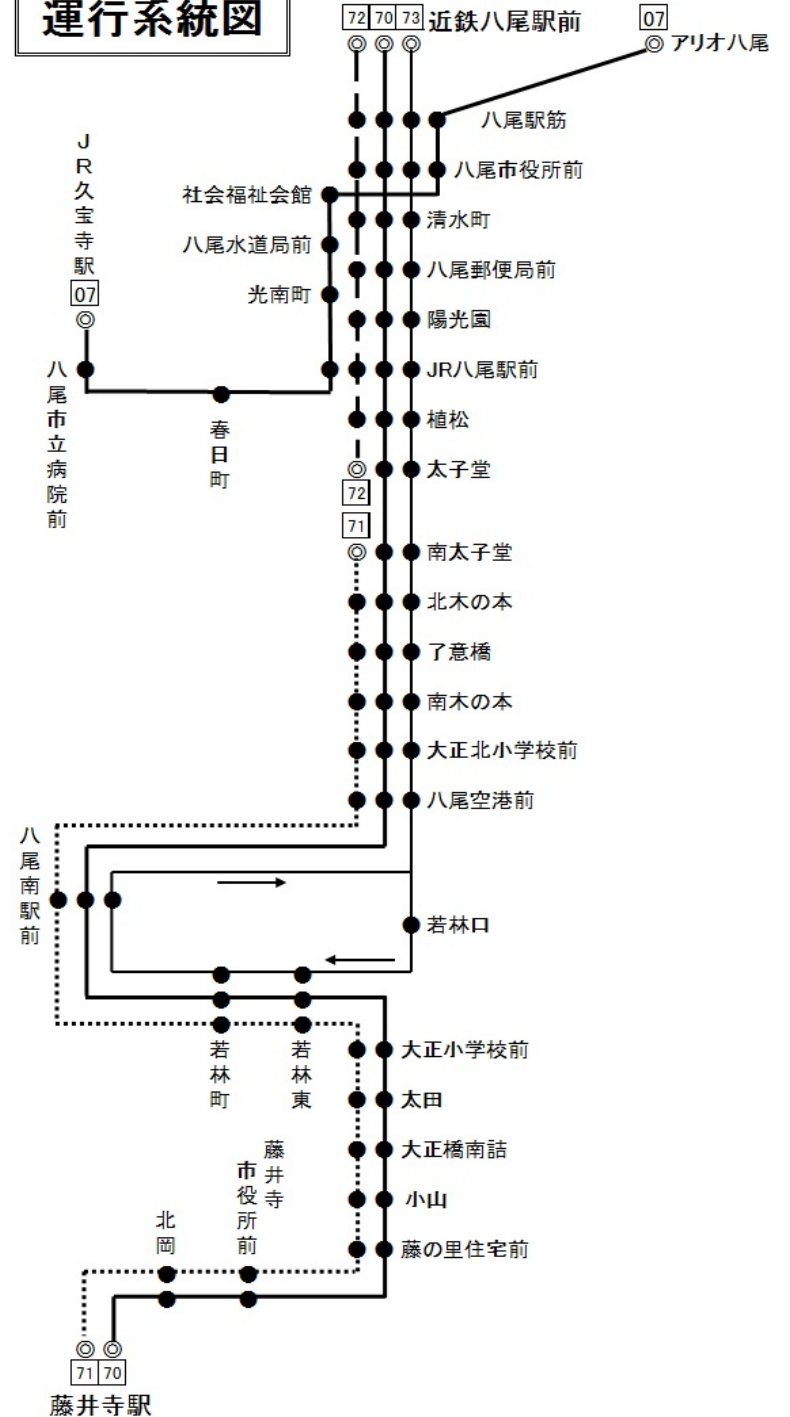 運行系統図
72 70 73 近鉄八尾駅前
07
アリオ八尾
八尾駅筋
八尾市役所前
JR久宝寺駅
07
社会福祉会館
清水町
八尾水道局前
八尾郵便局前
光南町
陽光園
八尾市立病院前
JR八尾駅前
春日町
植松
太子堂
72
71
南太子堂
北木の本
了意橋
南木の本
大正北小学校前
八尾空港前
八尾南駅前
若林口
若林町
若林東
大正小学校前
太田
大正橋南詰
藤井寺
市役所前
小山
北岡
藤の里住宅前
71 70
藤井寺駅